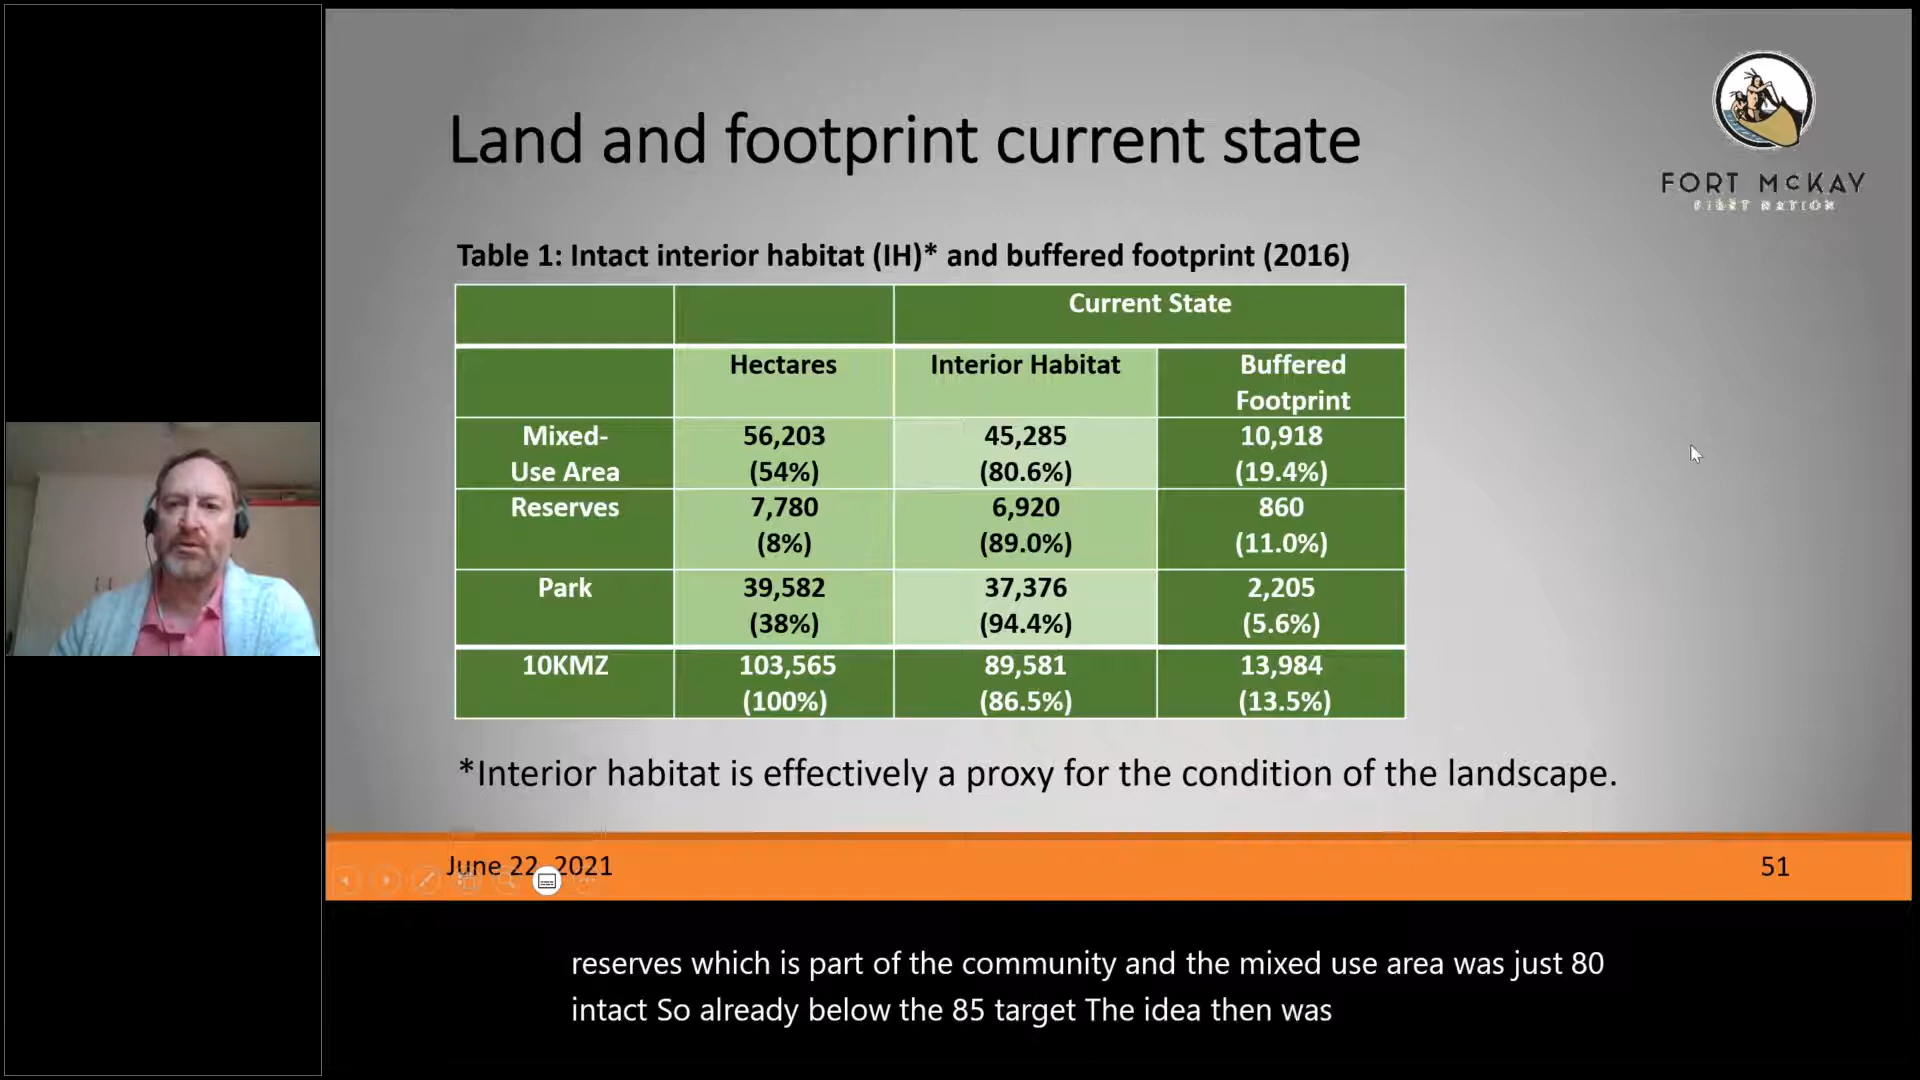 Land and footprint current state
FORT McKAY
FIRST NATION
Table 1: Intact interior habitat (IH)* and buffered footprint (2016)
Current State
Hectares Interior Habitat Buffered
Footprint
Mixed- 56,203 45,285 10,918
Use Area (54%) (80.6%) (19.4%)
Reserves 7,780 6,920 860
(8%) (89.0%) (11.0%)
Park 39,582 37,376 2,205
(38%) (94.4%) (5.6%)
10KMZ 103,565 89,581 13,984
(100%) (86.5%) (13.5%)
*Interior habitat is effectively a proxy for the condition of the landscape.
June 22, 2021 51
reserves which is part of the community and the mixed use area was just 80
intact So already below the 85 target The idea then was